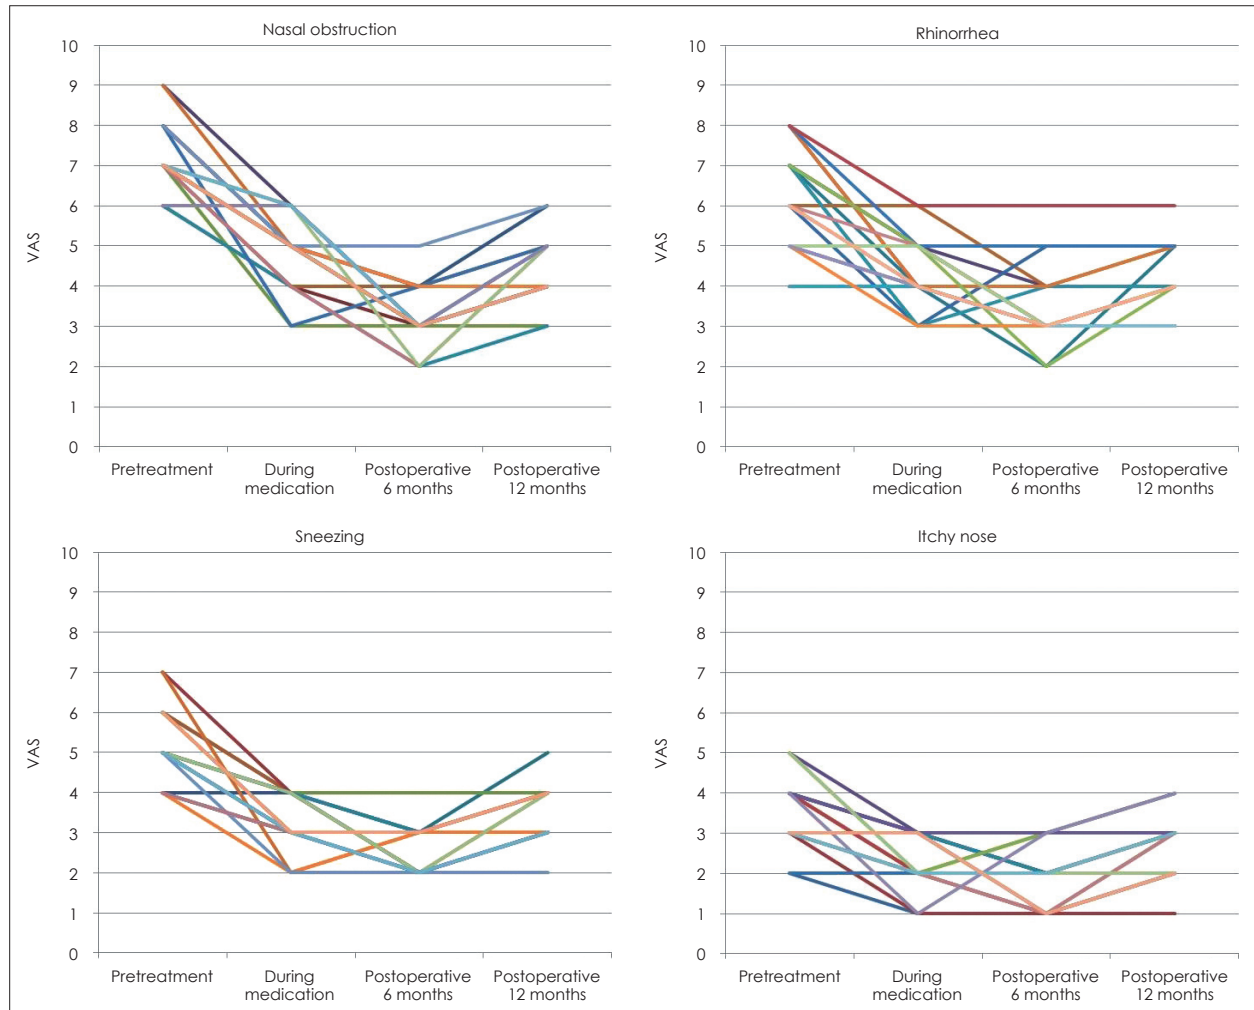 Nasal obstruction
10
9
8
7
6
5
4
3
2
1
0
VAS
Pretreatment
During
medication
Postoperative
6 months
Postoperative
12 months
Rhinorrhea
10
9
8
7
6
5
4
3
2
1
0
VAS
Pretreatment
During
medication
Postoperative
6 months
Postoperative
12 months
Sneezing
10
9
8
7
6
5
4
3
2
1
0
VAS
Pretreatment
During
medication
Postoperative
6 months
Postoperative
12 months
Itchy nose
10
9
8
7
6
5
4
3
2
1
0
VAS
Pretreatment
During
medication
Postoperative
6 months
Postoperative
12 months